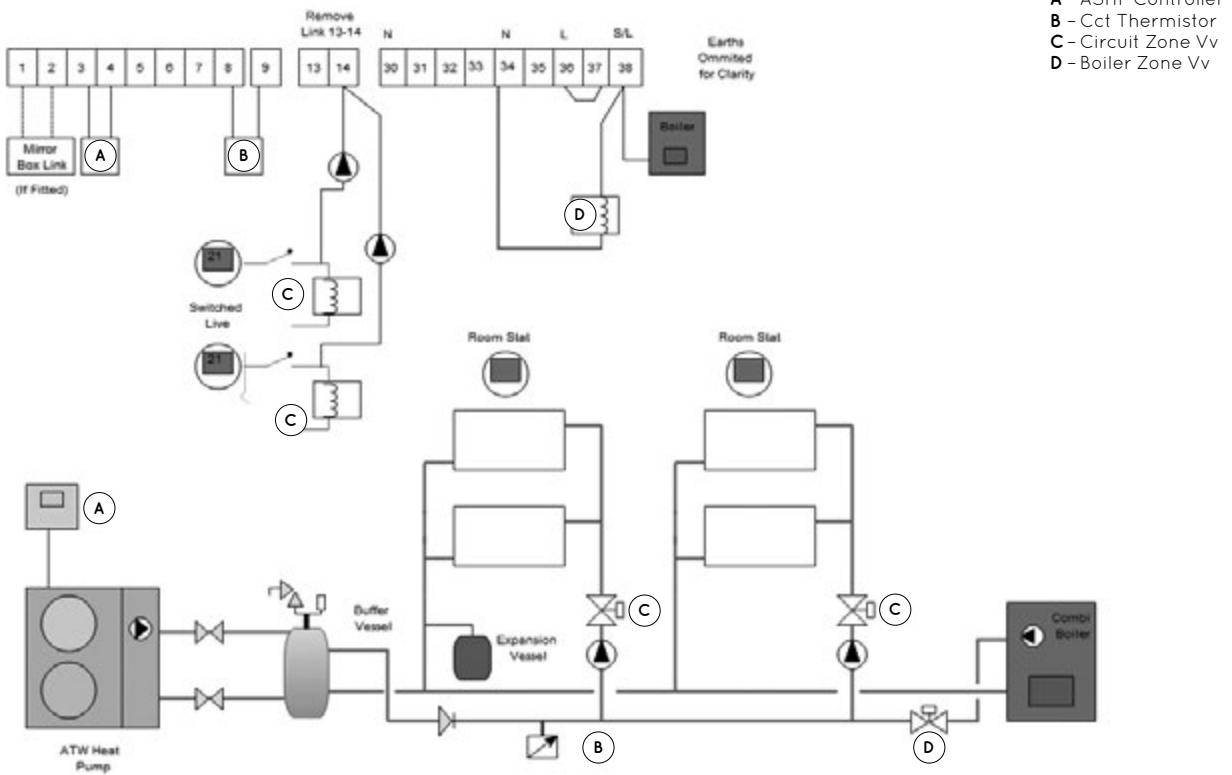 A – ASHP Controller
B – Cct Thermistor
C – Circuit Zone Vv
D – Boiler Zone Vv
Remove
Link 13-14
N
N
L
S/L
Earths
Ommited
for Clarity
2
3
4
5
6
7
8
9
13
14
30
31
32
33
34
35
36
37
38
Mirror
Box Link
(If Fitted)
A
B
Boiler
D
21
C
Switched
Live
21
C
Room Stat
Room Stat
A
Buffer
Vessel
C
C
Expansion
Vessel
Combi
Boiler
B
D
ATW Heat
Pump